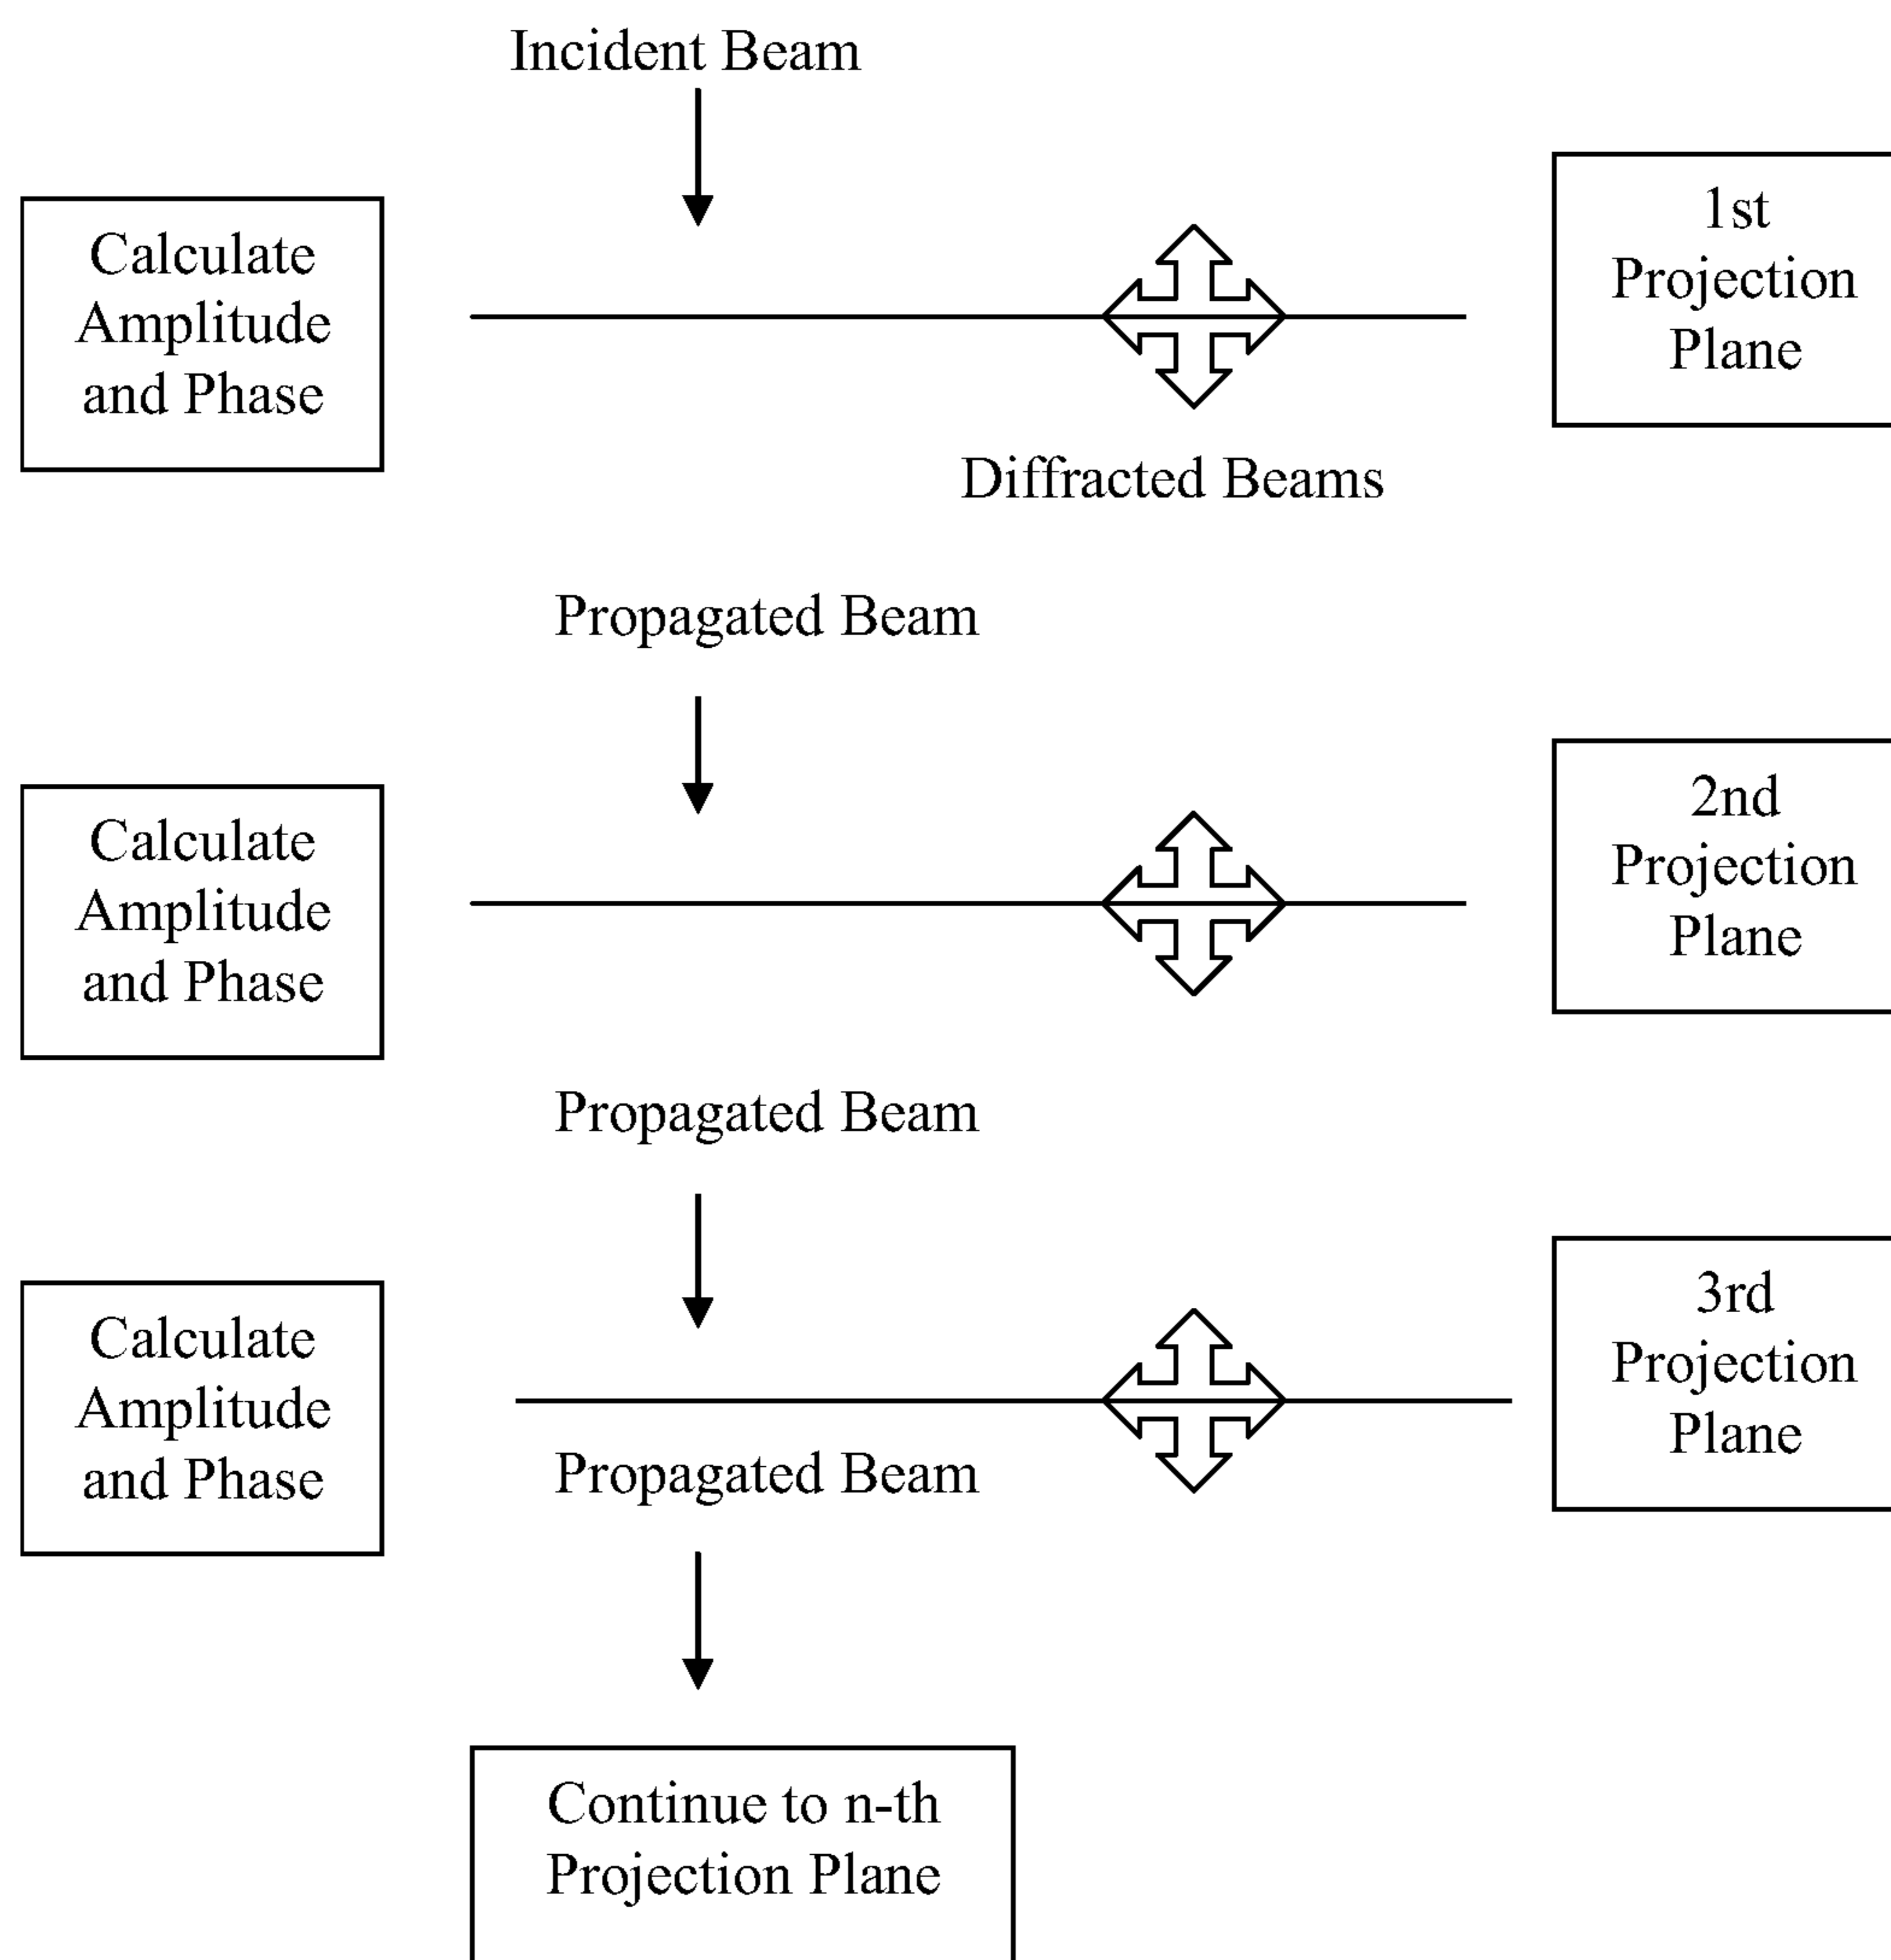 Incident Beam
Calculate
Amplitude
and Phase
1st
Projection
Plane
Diffracted Beams
Propagated Beam
Calculate
Amplitude
and Phase
2nd
Projection
Plane
Propagated Beam
Calculate
Amplitude
and Phase
3rd
Projection
Plane
Propagated Beam
Continue to n-th
Projection Plane